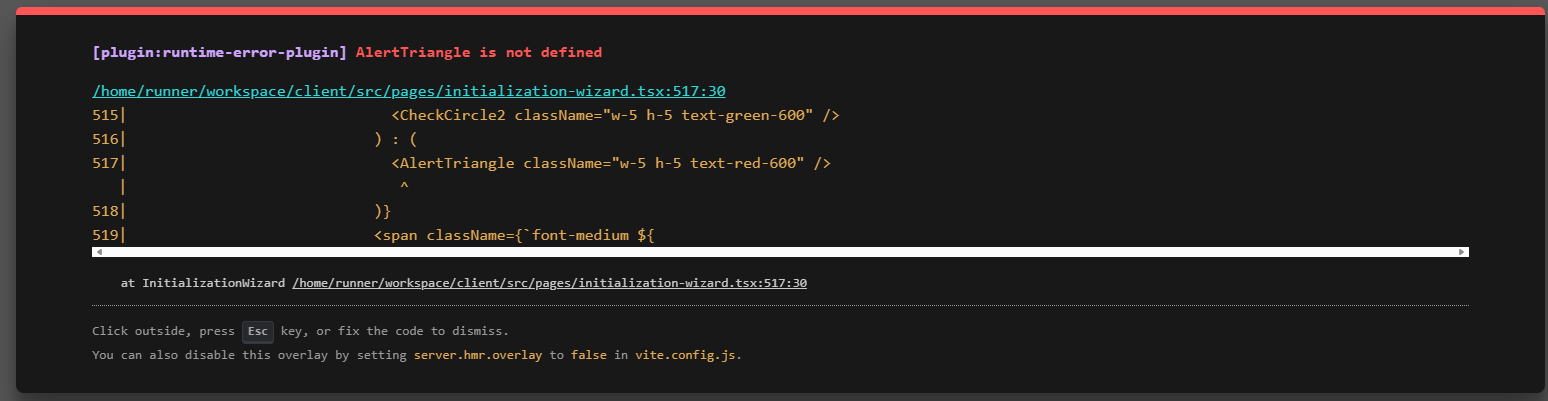 [plugin:runtime-error-plugin] AlertTriangle is not defined
/home/runner/workspace/client/src/pages/initialization-wizard.tsx:517:30
515|                              <CheckCircle2 className="w-5 h-5 text-green-600" />
516|                            ) : (
517|                              <AlertTriangle className="w-5 h-5 text-red-600" />
   |                               ^
518|                            )}
519|                            <span className={`font-medium ${
at InitializationWizard /home/runner/workspace/client/src/pages/initialization-wizard.tsx:517:30
Click outside, press Esc key, or fix the code to dismiss.
You can also disable this overlay by setting server.hmr.overlay to false in vite.config.js.